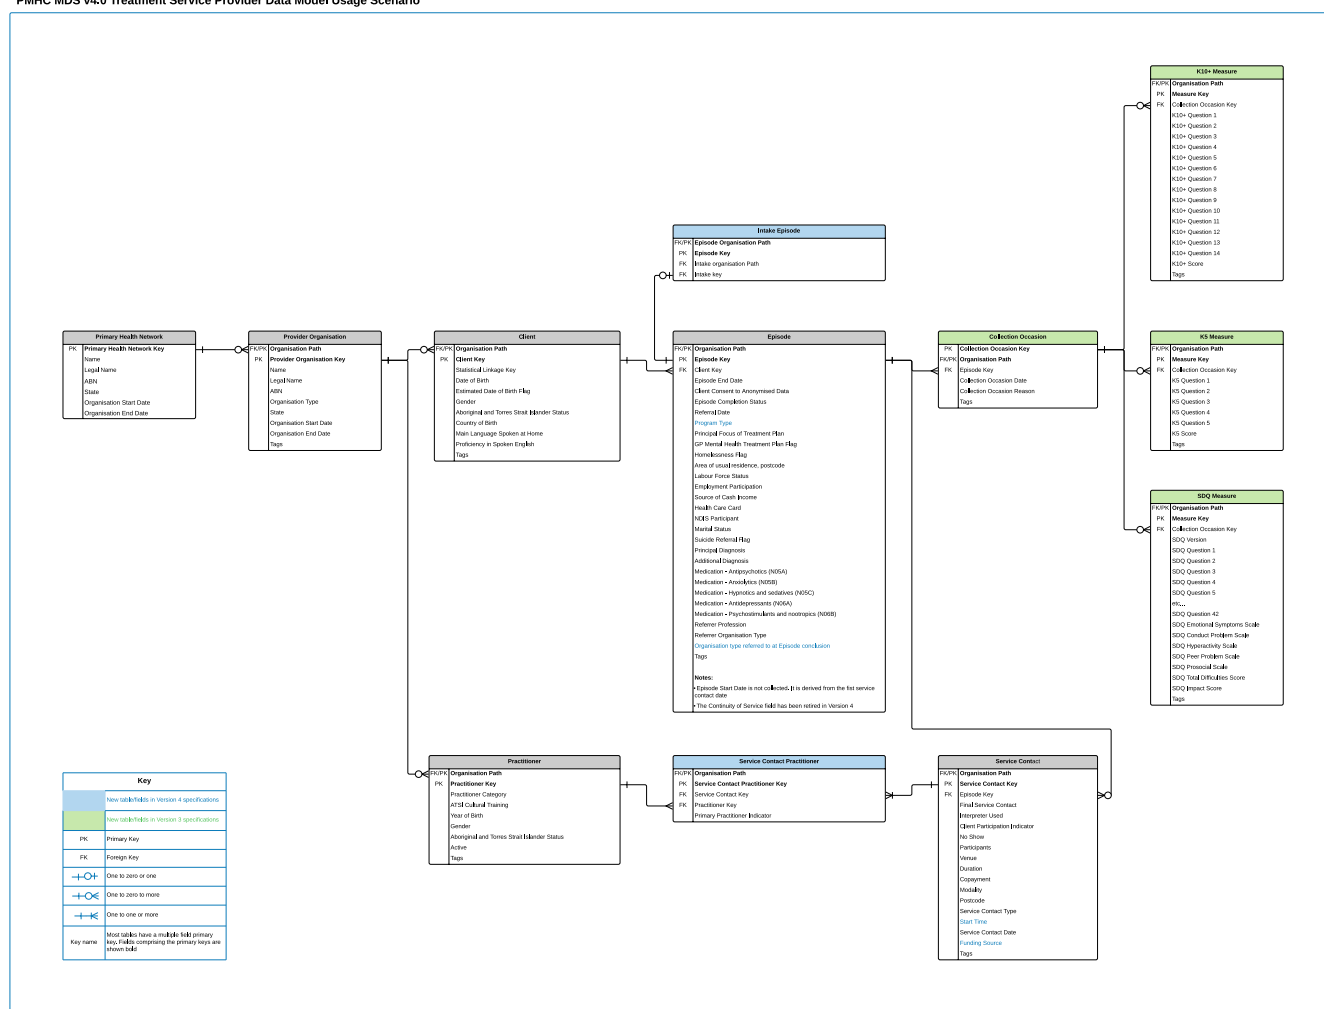 PMHC MDS v4.0 Treatment Service Provider Data Model Usage Scenario
K10+ Measure
FK/PK Organisation Path
PK Measure Key
FK Collection Occasion Key
K10+ Question 1
K10+ Question 2
K10+ Question 3
K10+ Question 4
K10+ Question 5
K10+ Question 6
K10+ Question 7
K10+ Question 8
K10+ Question 9
K10+ Question 10
K10+ Question 11
K10+ Question 12
K10+ Question 13
K10+ Question 14
K10+ Score
Tags
Intake Episode
FK/PK Episode Organisation Path
PK Episode Key
FK Intake organisation Path
FK Intake key
Primary Health Network
PK Primary Health Network Key
Name
Legal Name
ABN
State
Organisation Start Date
Organisation End Date
Provider Organisation
FK/PK Organisation Path
PK Provider Organisation Key
Name
Legal Name
ABN
Organisation Type
State
Organisation Start Date
Organisation End Date
Tags
Client
FK/PK Organisation Path
PK Client Key
Statistical Linkage Key
Date of Birth
Estimated Date of Birth Flag
Gender
Aboriginal and Torres Strait Islander Status
Country of Birth
Main Language Spoken at Home
Proficiency in Spoken English
Tags
Episode
FK/PK Organisation Path
PK Episode Key
FK Client Key
Episode End Date
Client Consent to Anonymised Data
Episode Completion Status
Referral Date
Program Type
Principal Focus of Treatment Plan
GP Mental Health Treatment Plan Flag
Homelessness Flag
Area of usual residence, postcode
Labour Force Status
Employment Participation
Source of Cash Income
Health Care Card
NDIS Participant
Marital Status
Suicide Referral Flag
Principal Diagnosis
Additional Diagnosis
Medication - Antipsychotics (N05A)
Medication - Anxiolytics (N05B)
Medication - Hypnotics and sedatives (N05C)
Medication - Antidepressants (N06A)
Medication - Psychostimulants and nootropics (N06B)
Referrer Profession
Referrer Organisation Type
Organisation type referred to at Episode conclusion
Tags
Notes:
• Episode Start Date is not collected. It is derived from the fist service
contact date
• The Continuity of Service field has been retired in Version 4
Collection Occasion
PK Collection Occasion Key
FK/PK Organisation Path
FK Episode Key
Collection Occasion Date
Collection Occasion Reason
Tags
K5 Measure
FK/PK Organisation Path
PK Measure Key
FK Collection Occasion Key
K5 Question 1
K5 Question 2
K5 Question 3
K5 Question 4
K5 Question 5
K5 Score
Tags
SDQ Measure
FK/PK Organisation Path
PK Measure Key
FK Collection Occasion Key
SDQ Version
SDQ Question 1
SDQ Question 2
SDQ Question 3
SDQ Question 4
SDQ Question 5
etc...
SDQ Question 42
SDQ Emotional Symptoms Scale
SDQ Conduct Problem Scale
SDQ Hyperactivity Scale
SDQ Peer Problem Scale
SDQ Prosocial Scale
SDQ Total Difficulties Score
SDQ Impact Score
Tags
Practitioner
FK/PK Organisation Path
PK Practitioner Key
Practitioner Category
ATSI Cultural Training
Year of Birth
Gender
Aboriginal and Torres Strait Islander Status
Active
Tags
Service Contact Practitioner
FK/PK Organisation Path
PK Service Contact Practitioner Key
FK Service Contact Key
FK Practitioner Key
Primary Practitioner Indicator
Service Contact
FK/PK Organisation Path
PK Service Contact Key
FK Episode Key
Final Service Contact
Interpreter Used
Client Participation Indicator
No Show
Participants
Venue
Duration
Copayment
Modality
Postcode
Service Contact Type
Start Time
Service Contact Date
Funding Source
Tags
Key
New table/fields in Version 4 specifications
New table/fields in Version 3 specifications
PK Primary Key
FK Foreign Key
One to zero or one
One to zero to more
One to one or more
Key name Most tables have a multiple field primary
key. Fields comprising the primary keys are
shown bold